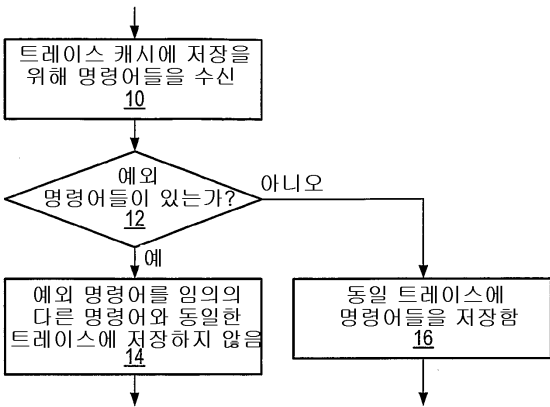 트레이스 캐시에 저장을
위해 명령어들을 수신
10
예외
명령어들이 있는가?
12
아니오
예
예외 명령어를 임의의
다른 명령어와 동일한
트레이스에 저장하지 않음
14
동일 트레이스에
명령어들을 저장함
16